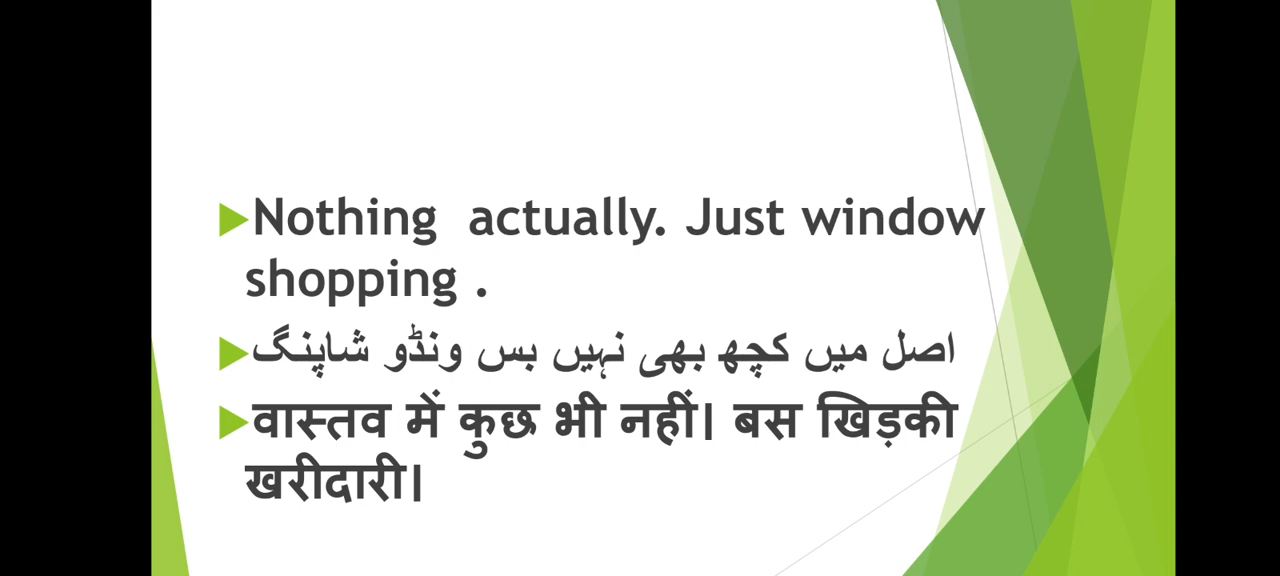 Nothing  actually. Just window
shopping .
اصل میں کچھ بھی نہیں بس ونڈو شاپنگ
वास्तव में कुछ भी नहीं। बस खिड़की
खरीदारी।